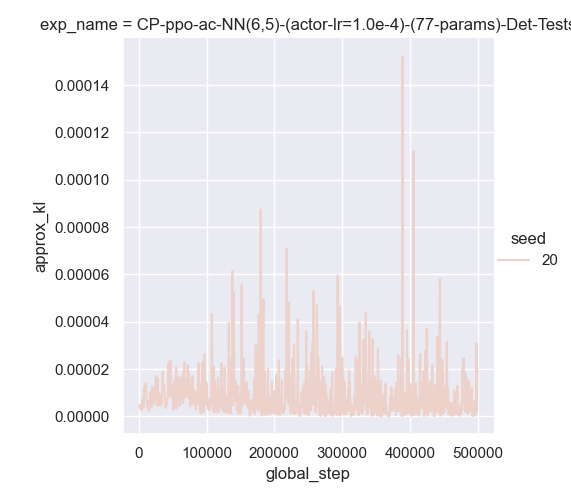 exp_name = CP-ppo-ac-NN(6,5)-(actor-lr=1.0e-4)-(77-params)-Det-Tests
0.00014
0.00012
0.00010
0.00008
0.00006
0.00004
0.00002
0.00000
approx_kl
seed
20
0 100000 200000 300000 400000 500000
global_step